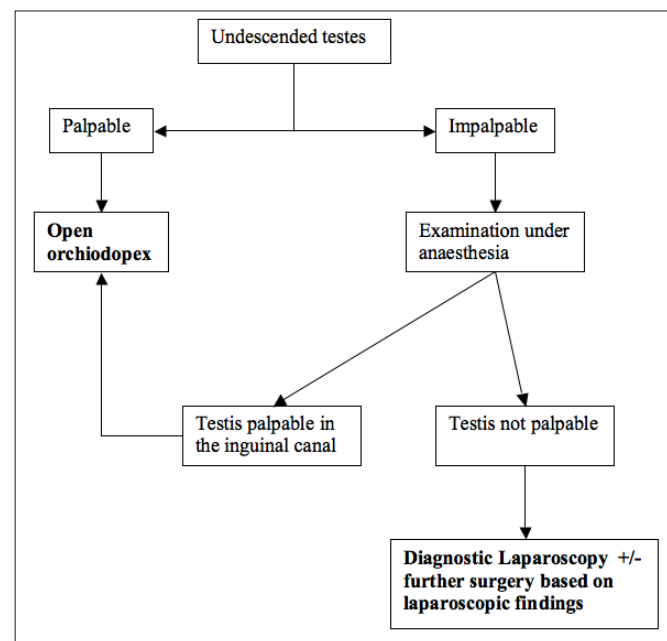 Undescended testes
Palpable
Impalpable
Open
orchiodopex
Examination under
anaesthesia
Testis palpable in
the inguinal canal
Testis not palpable
Diagnostic Laparoscopy +/-
further surgery based on
laparoscopic findings